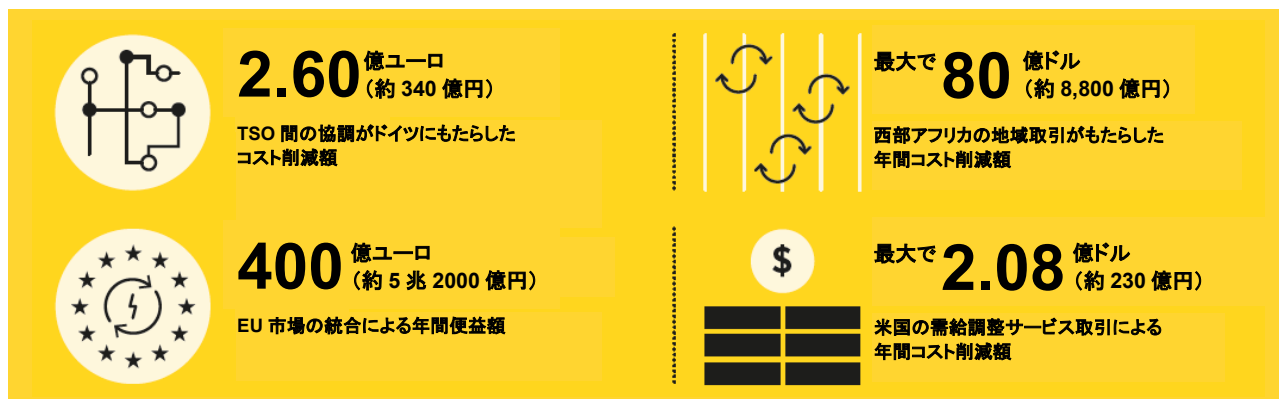 2.60 億ユーロ
（約 340 億円）
TSO 間の協調がドイツにもたらした
コスト削減額
最大で 80 億ドル
（約 8,800 億円）
西部アフリカの地域取引がもたらした
年間コスト削減額
400 億ユーロ
（約 5 兆 2000 億円）
EU 市場の統合による年間便益額
$
最大で 2.08 億ドル
（約 230 億円）
米国の需給調整サービス取引による
年間コスト削減額